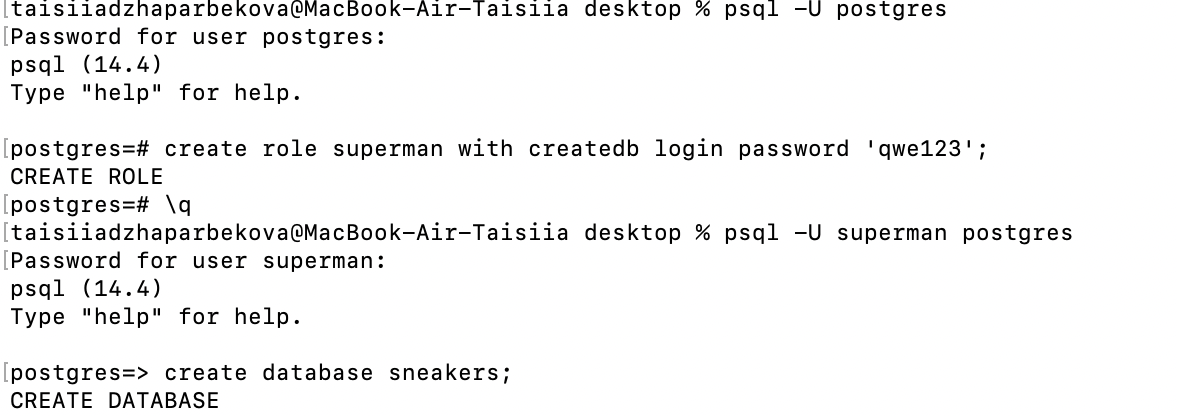 [taisiiadzhaparbekova@MacBook-Air-Taisiia desktop % psql -U postgres
[Password for user postgres:
psql (14.4)
Type "help" for help.
[postgres=# create role superman with createdb login password 'qwe123';
CREATE ROLE
[postgres=# \q
[taisiiadzhaparbekova@MacBook-Air-Taisiia desktop % psql -U superman postgres
[Password for user superman:
psql (14.4)
Type "help" for help.
[postgres=> create database sneakers;
CREATE DATABASE